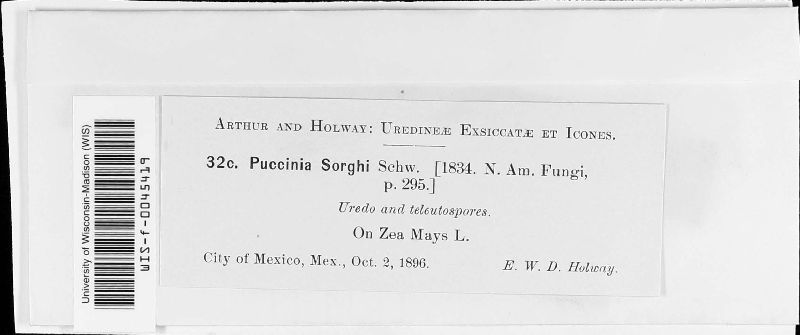 University of Wisconsin-Madison (WIS)
WIS-f-0045419
ARTHUR AND HOLWAY: UREDINEÆ EXSICCATÆ ET ICONES.
32c. Puccinia Sorghi Schw. [1834. N. Am. Fungi,
p. 295.]
Uredo and teleutospores.
On Zea Mays L.
City of Mexico, Mex., Oct. 2, 1896. E. W. D. Holway.